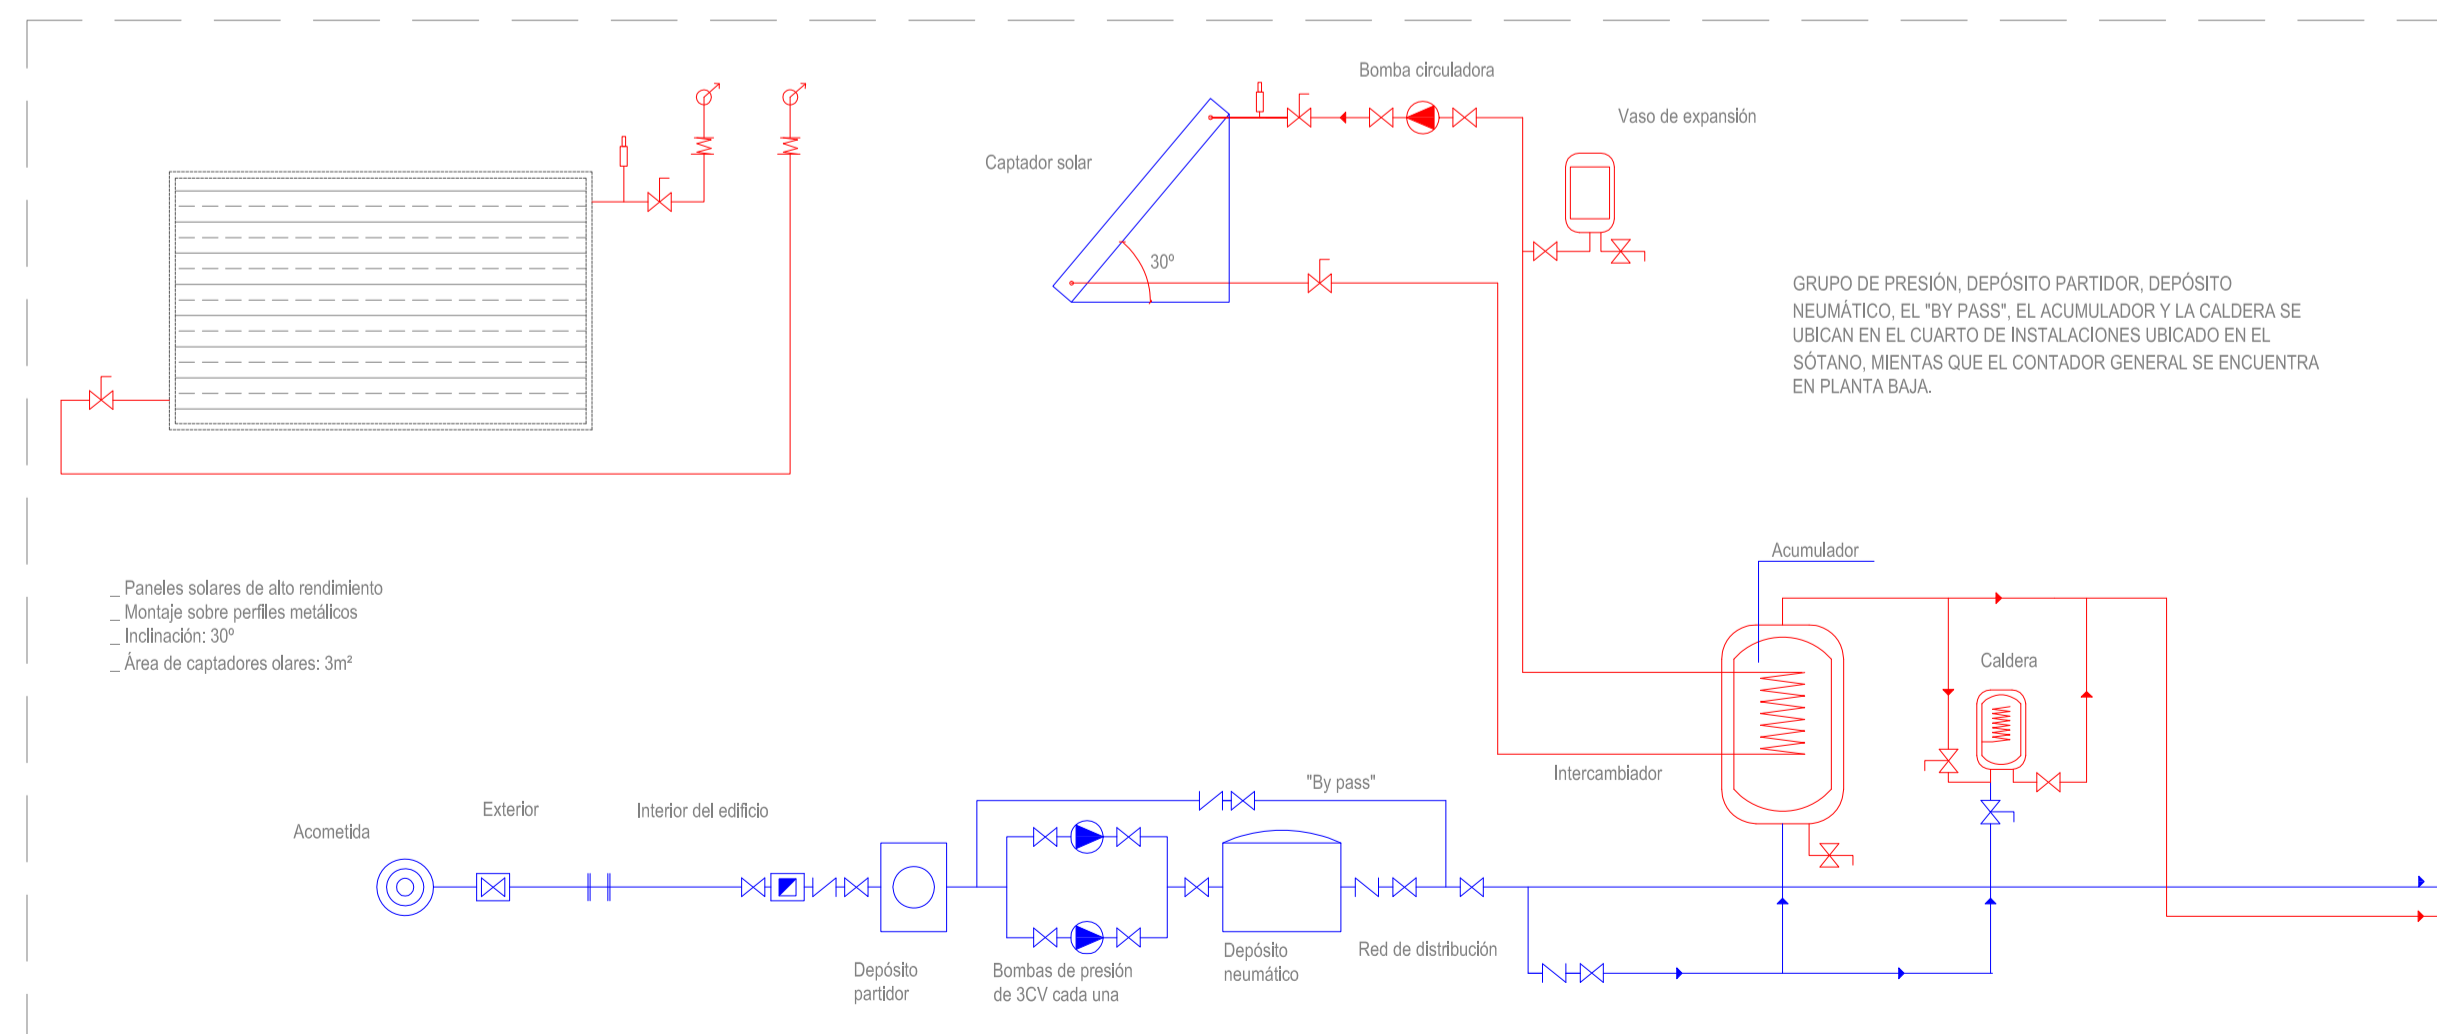 Bomba circuladora
Vaso de expansión
Captador solar
30º
GRUPO DE PRESIÓN, DEPÓSITO PARTIDOR, DEPÓSITO
NEUMÁTICO, EL "BY PASS", EL ACUMULADOR Y LA CALDERA SE
UBICAN EN EL CUARTO DE INSTALACIONES UBICADO EN EL
SÓTANO, MIENTAS QUE EL CONTADOR GENERAL SE ENCUENTRA
EN PLANTA BAJA.
_ Paneles solares de alto rendimiento
_ Montaje sobre perfiles metálicos
_ Inclinación: 30º
_ Área de captadores olares: 3m²
Acumulador
Caldera
Intercambiador
"By pass"
Exterior
Interior del edificio
Acometida
Depósito
partidor
Bombas de presión
de 3CV cada una
Depósito
neumático
Red de distribución